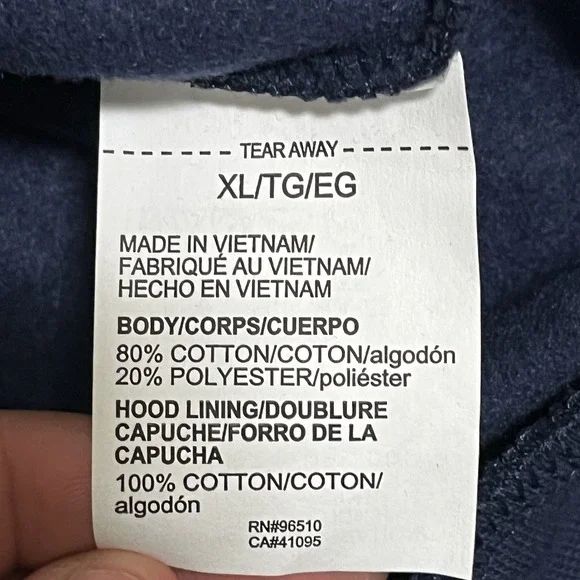 TEAR AWAY
XL/TG/EG
MADE IN VIETNAM/
FABRIQUÉ AU VIETNAM/
HECHO EN VIETNAM
BODY/CORPS/CUERPO
80% COTTON/COTON/algodón
20% POLYESTER/poliéster
HOOD LINING/DOUBLURE
CAPUCHE/FORRO DE LA
CAPUCHA
100% COTTON/COTON/
algodón
RN#96510
CA#41095